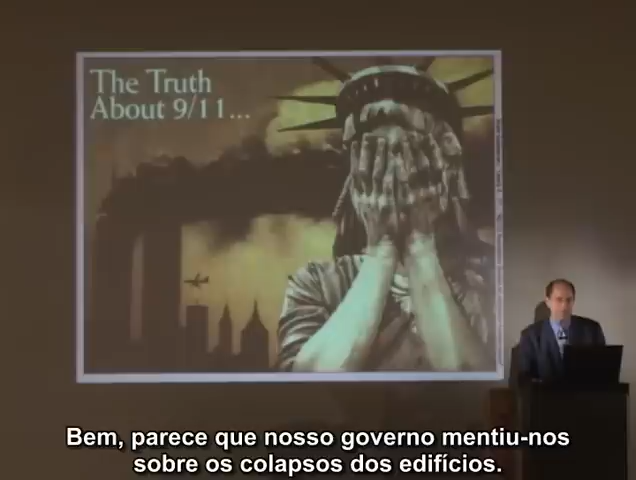 The Truth
About 9/11...
Bem, parece que nosso governo mentiu-nos
sobre os colapsos dos edifícios.